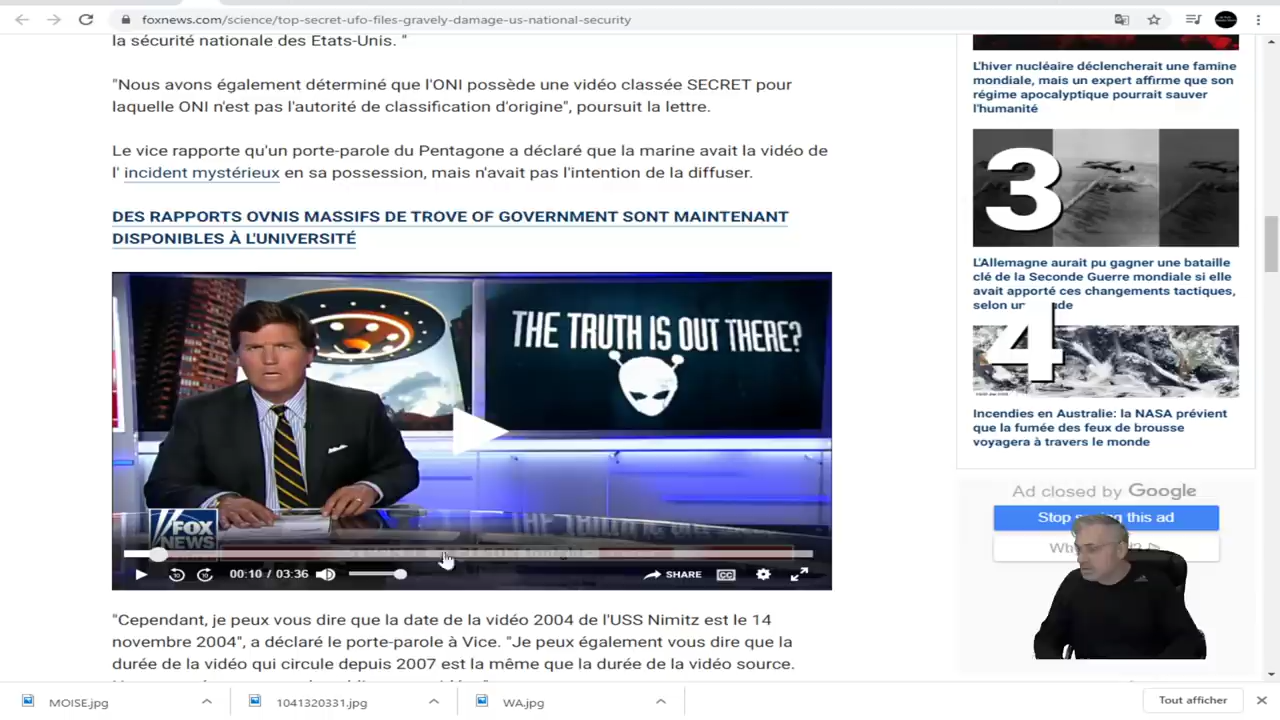 foxnews.com/science/top-secret-ufo-files-gravely-damage-us-national-security
la sécurité nationale des Etats-Unis. "
"Nous avons également déterminé que l'ONI possède une vidéo classée SECRET pour
laquelle ONI n'est pas l'autorité de classification d'origine", poursuit la lettre.
Le vice rapporte qu'un porte-parole du Pentagone a déclaré que la marine avait la vidéo de
l' incident mystérieux en sa possession, mais n'avait pas l'intention de la diffuser.
DES RAPPORTS OVNIS MASSIFS DE TROVE OF GOVERNMENT SONT MAINTENANT
DISPONIBLES À L'UNIVERSITÉ
THE TRUTH IS OUT THERE?
FOX
NEWS
00:10 / 03:36
SHARE
CC
"Cependant, je peux vous dire que la date de la vidéo 2004 de l'USS Nimitz est le 14
novembre 2004", a déclaré le porte-parole à Vice. "Je peux également vous dire que la
durée de la vidéo qui circule depuis 2007 est la même que la durée de la vidéo source.
L'hiver nucléaire déclencherait une famine
mondiale, mais un expert affirme que son
régime apocalyptique pourrait sauver
l'humanité
3
L'Allemagne aurait pu gagner une bataille
clé de la Seconde Guerre mondiale si elle
avait apporté ces changements tactiques,
selon
4
Incendies en Australie: la NASA prévient
que la fumée des feux de brousse
voyagera à travers le monde
Ad closed by Google
Stop this ad
MOISE.jpg
1041320331.jpg
WA.jpg
Tout afficher